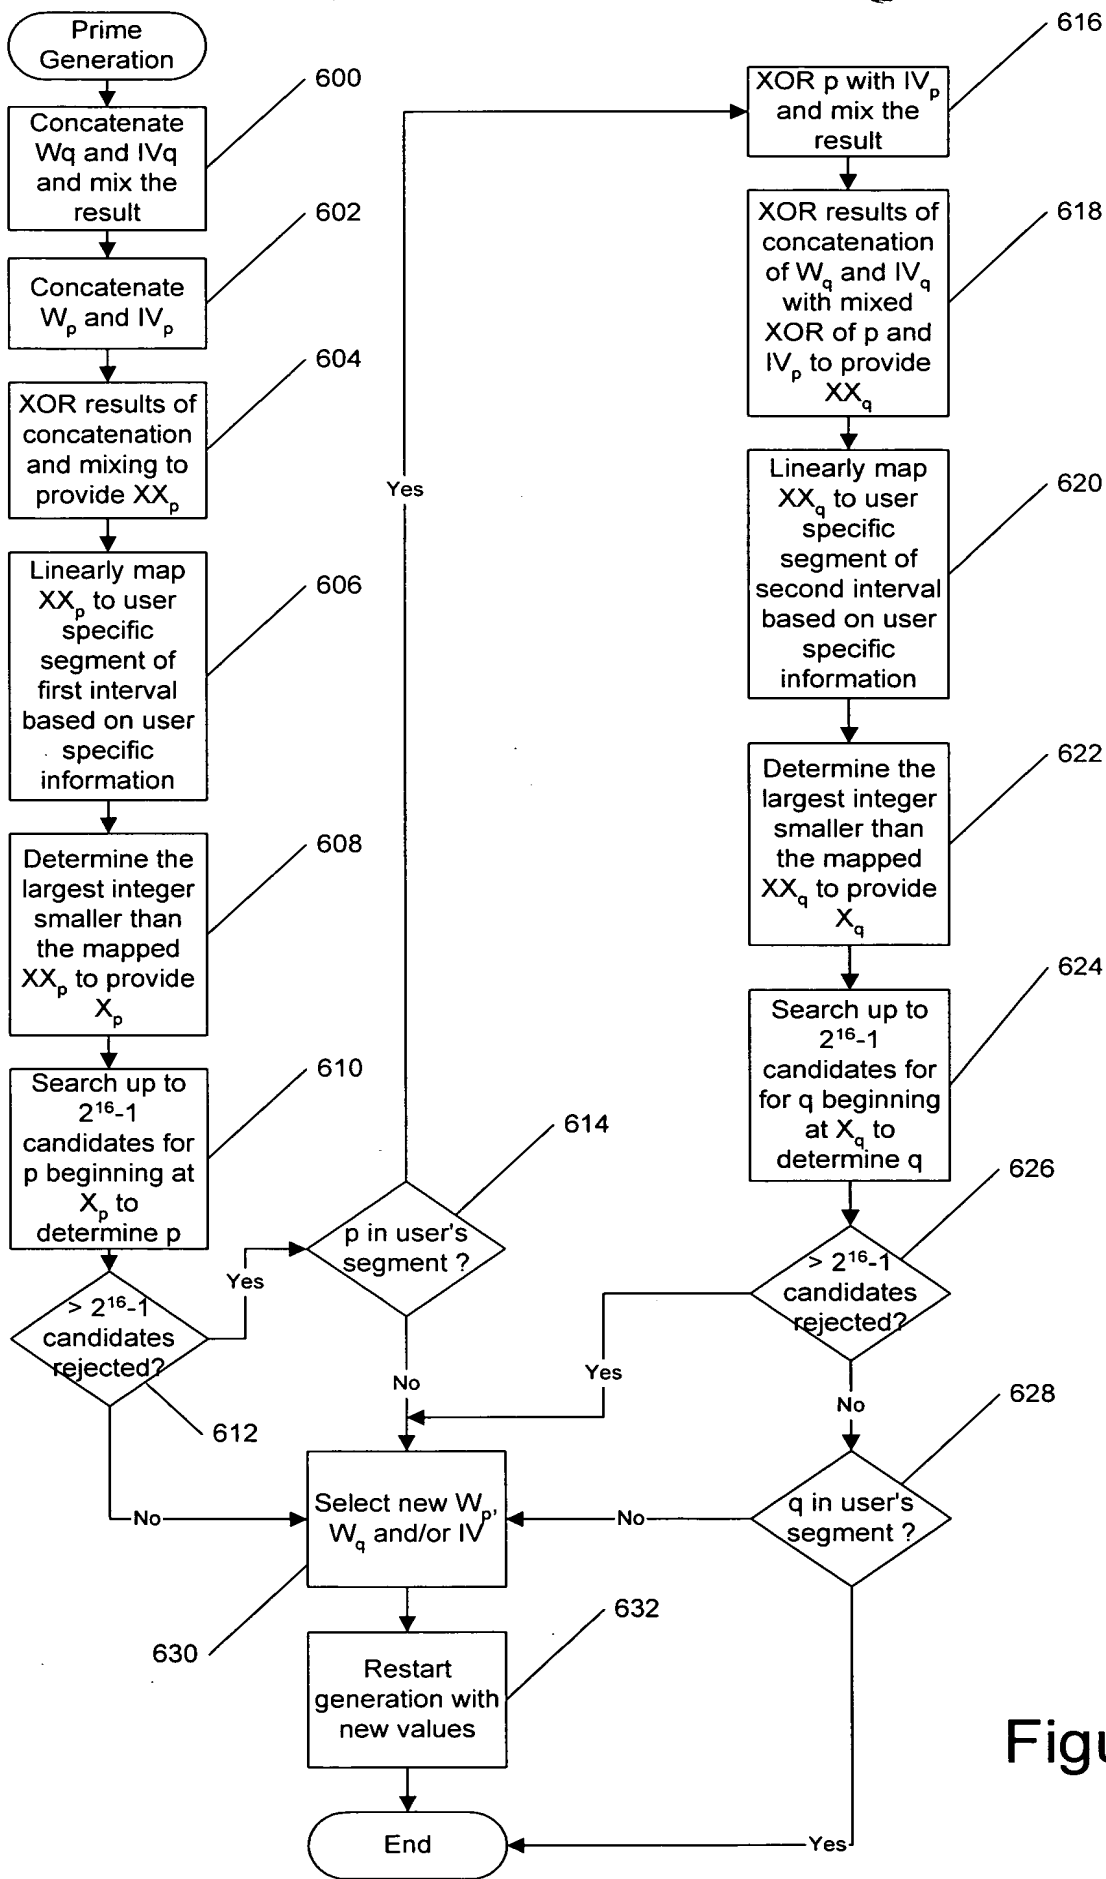 Prime
Generation
600
Concatenate
Wq and IVq
and mix the
result
602
Concatenate
Wp and IVp
604
XOR results of
concatenation
and mixing to
provide XXp
606
Linearly map
XXp to user
specific
segment of
first interval
based on user
specific
information
608
Determine the
largest integer
smaller than
the mapped
XXp to provide
Xp
610
Search up to
2^16-1
candidates for
p beginning at
Xp to
determine p
> 2^16-1
candidates
rejected?
612
Yes
No
614
p in user's
segment ?
Yes
No
616
XOR p with IVp
and mix the
result
618
XOR results of
concatenation
of Wq and IVq
with mixed
XOR of p and
IVp to provide
XXq
620
Linearly map
XXq to user
specific
segment of
second interval
based on user
specific
information
622
Determine the
largest integer
smaller than
the mapped
XXq to provide
Xq
624
Search up to
2^16-1
candidates for
for q beginning
at Xq to
determine q
626
> 2^16-1
candidates
rejected?
Yes
No
628
q in user's
segment ?
No
Yes
Select new Wp,
Wq and/or IV
630
632
Restart
generation with
new values
End